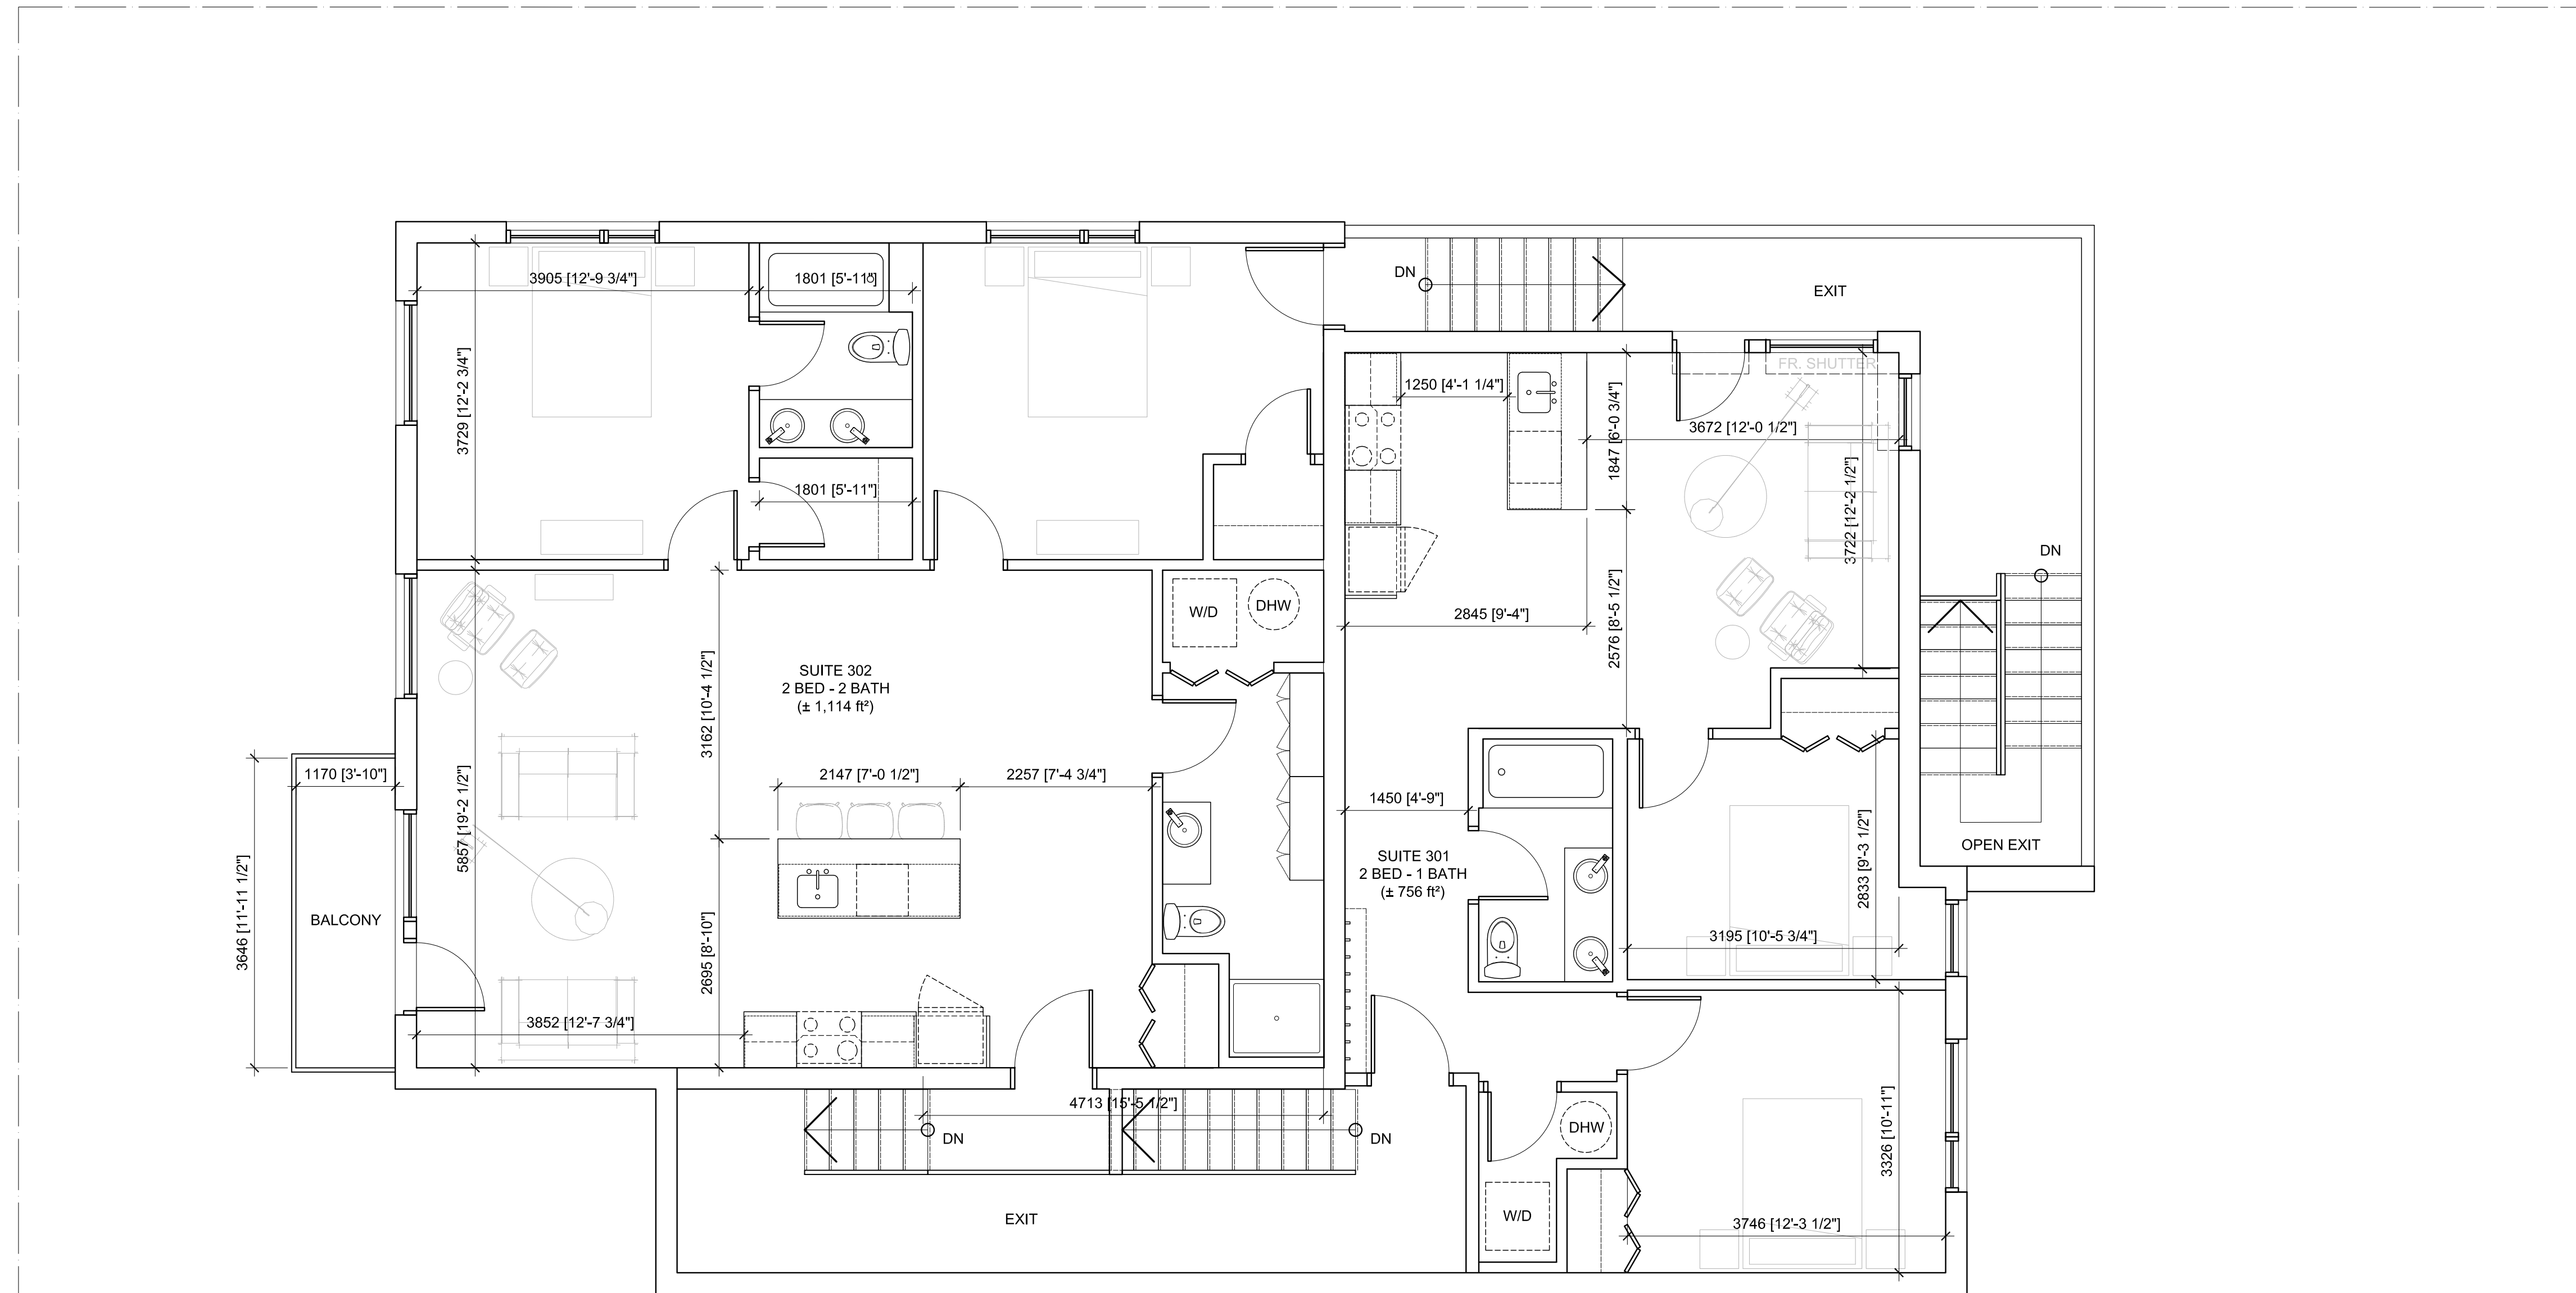 DN
EXIT
3905 [12'-9 3/4"]
1801 [5'-11"]
3729 [12'-2 3/4"]
1801 [5'-11"]
FR. SHUTTER
1250 [4'-1 1/4"]
1847 [6'-0 3/4"]
3672 [12'-0 1/2"]
3722 [12'-2 1/2"]
DN
W/D
DHW
2845 [9'-4"]
2576 [8'-5 1/2"]
SUITE 302
2 BED - 2 BATH
(± 1,114 ft²)
3162 [10'-4 1/2"]
1170 [3'-10"]
5857 [19'-2 1/2"]
2147 [7'-0 1/2"]
2257 [7'-4 3/4"]
1450 [4'-9"]
OPEN EXIT
SUITE 301
2 BED - 1 BATH
(± 756 ft²)
2833 [9'-3 1/2"]
3646 [11'-11 1/2"]
BALCONY
2695 [8'-10"]
3195 [10'-5 3/4"]
3852 [12'-7 3/4"]
4713 [15'-5 1/2"]
DN
DN
DHW
3326 [10'-11"]
EXIT
W/D
3746 [12'-3 1/2"]